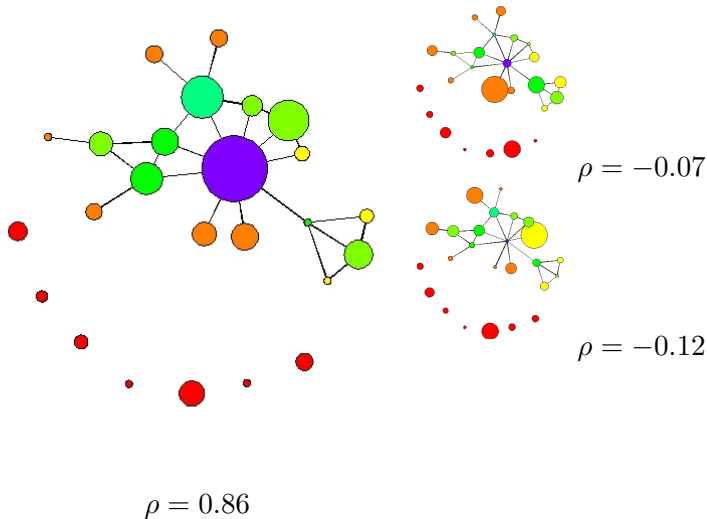 ρ = −0.07
ρ = −0.12
ρ = 0.86